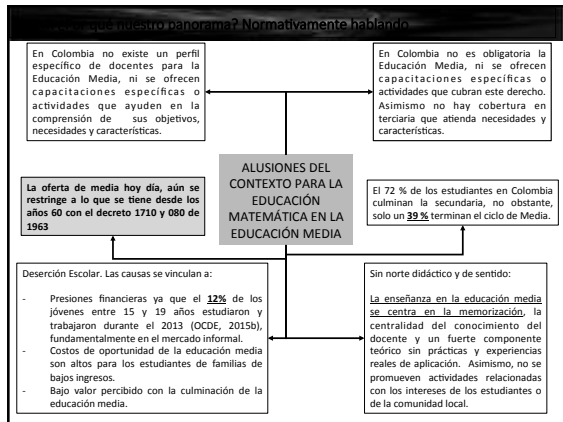 qué nuestro panorama? Normativamente hablando
En Colombia no existe un perfil
específico de docentes para la
Educación Media, ni se ofrecen
capacitaciones específicas o
actividades que ayuden en la
comprensión de sus objetivos,
necesidades y características.
En Colombia no es obligatoria la
Educación Media, ni se ofrecen
capacitaciones específicas o
actividades que cubran este derecho.
Asimismo no hay cobertura en
terciaria que atienda necesidades y
características.
ALUSIONES DEL
CONTEXTO PARA LA
EDUCACIÓN
MATEMÁTICA EN LA
EDUCACIÓN MEDIA
La oferta de media hoy día, aún se
restringe a lo que se tiene desde los
años 60 con el decreto 1710 y 080 de
1963
El 72 % de los estudiantes en Colombia
culminan la secundaria, no obstante,
solo un 39 % terminan el ciclo de Media.
Deserción Escolar. Las causas se vinculan a:
- Presiones financieras ya que el 12% de los
jóvenes entre 15 y 19 años estudiaron y
trabajaron durante el 2013 (OCDE, 2015b),
fundamentalmente en el mercado informal.
- Costos de oportunidad de la educación media
son altos para los estudiantes de familias de
bajos ingresos.
- Bajo valor percibido con la culminación de la
educación media.
Sin norte didáctico y de sentido:
La enseñanza en la educación media
se centra en la memorización, la
centralidad del conocimiento del
docente y un fuerte componente
teórico sin prácticas y experiencias
reales de aplicación. Asimismo, no se
promueven actividades relacionadas
con los intereses de los estudiantes o
de la comunidad local.